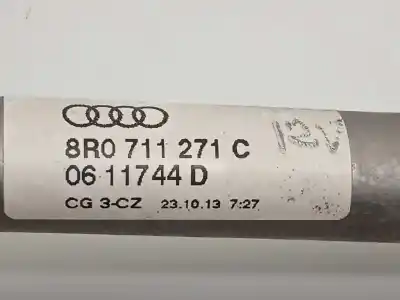 8R0 711 271 C
06 11744 D
CG 3-CZ 23.10.13 7:27